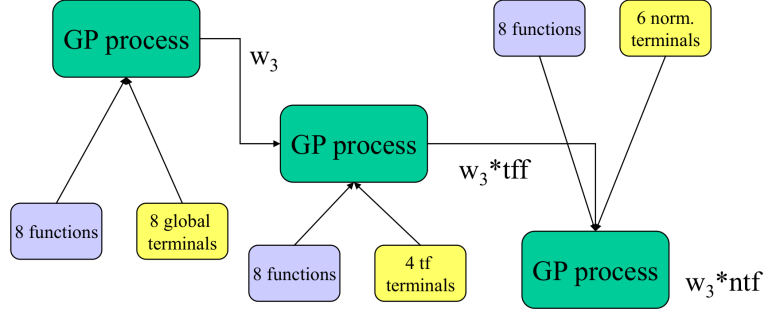 GP process
8 functions
6 norm.
terminals
w₃
GP process
w₃*tff
8 functions
8 global
terminals
8 functions
4 tf
terminals
GP process
w₃*ntf